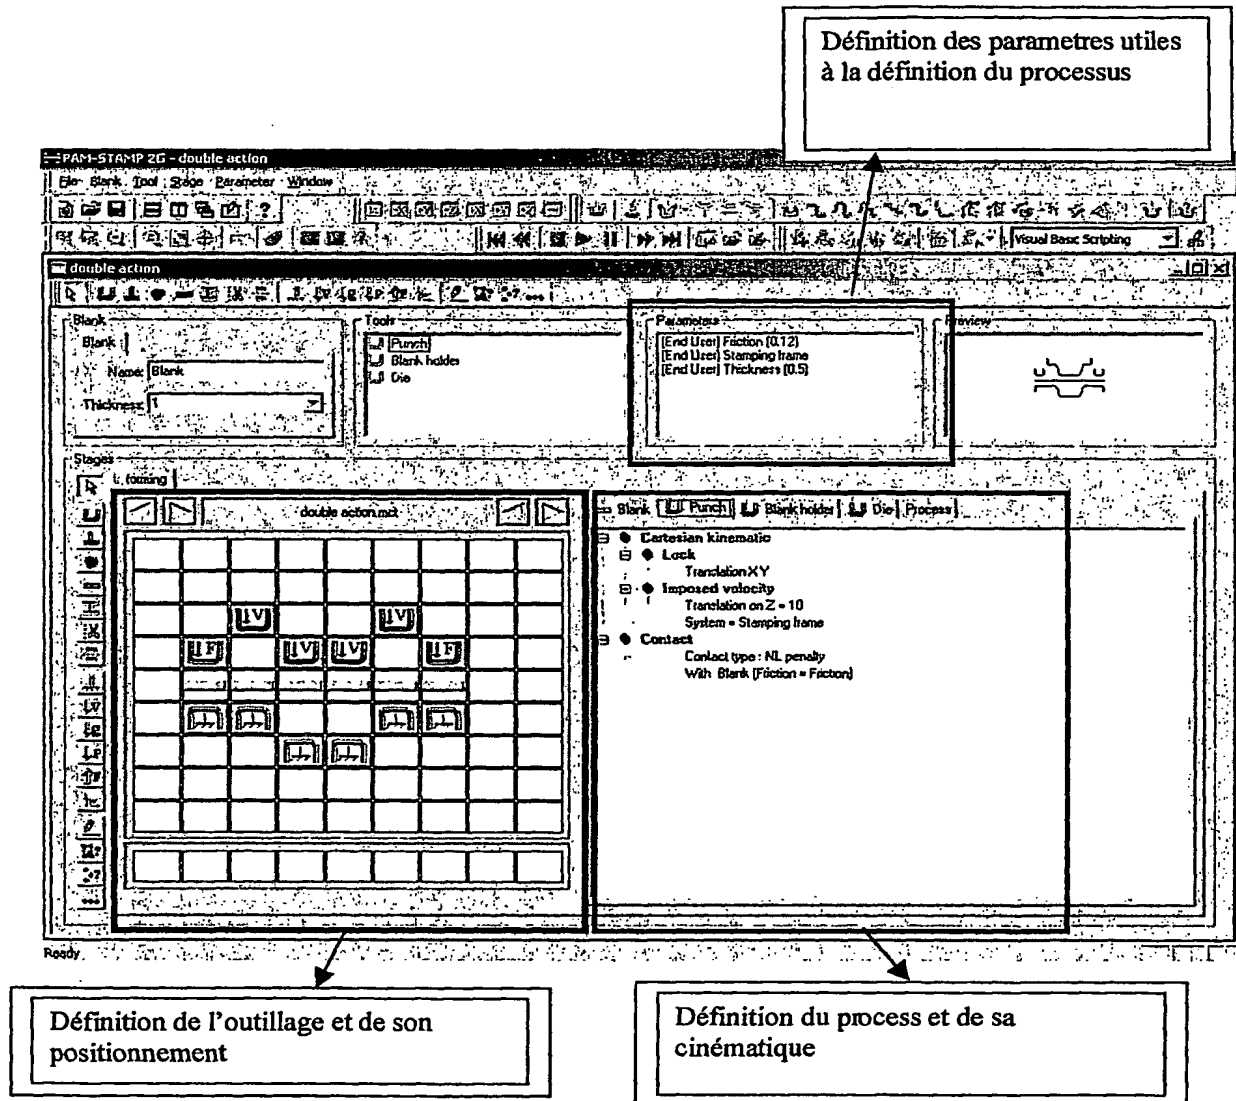 Définition des parametres utiles
à la définition du processus
PAM-STAMP 2G - double action
File Blank Tool Stage Parameter Window
Visual Basic Scripting
double action
Blank
Tools
Parameters
Preview
Blank
Punch
[End User] Friction (0.12)
Blank holder
[End User] Stamping frame
Name: Blank
Die
[End User] Thickness (0.5)
Thickness: 1
Stages
1. forming
double action.mct
Blank Punch Blank holder Die Process
Cartesian kinematic
Lock
Translation XY
Imposed velocity
Translation on Z = 10
System = Stamping frame
Contact
Contact type : NL penalty
With Blank (Friction = Friction)
V V
F V V F
Ready
Définition de l'outillage et de son
positionnement
Définition du process et de sa
cinématique